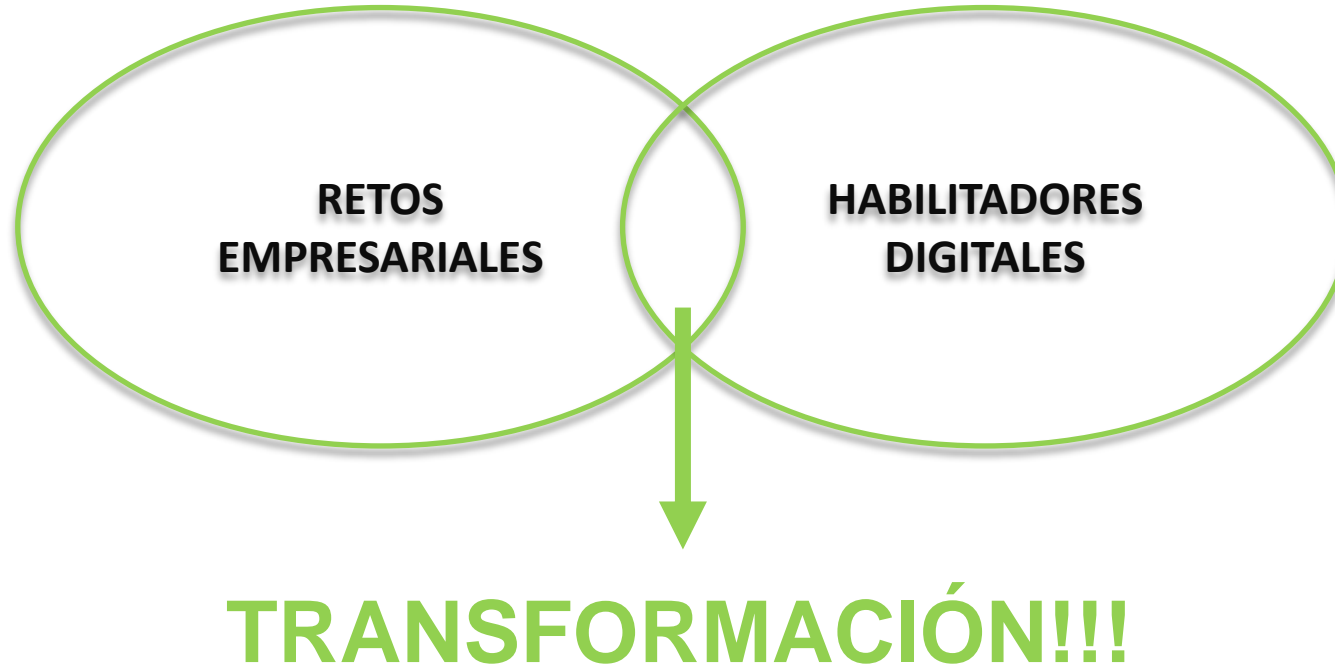 RETOS
EMPRESARIALES
HABILITADORES
DIGITALES
TRANSFORMACIÓN!!!